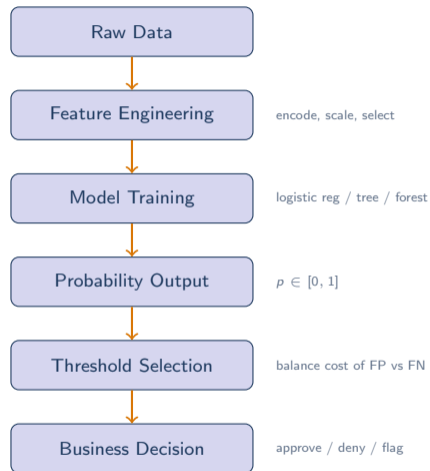 Raw Data
Feature Engineering
encode, scale, select
Model Training
logistic reg / tree / forest
Probability Output
p ∈ [0, 1]
Threshold Selection
balance cost of FP vs FN
Business Decision
approve / deny / flag